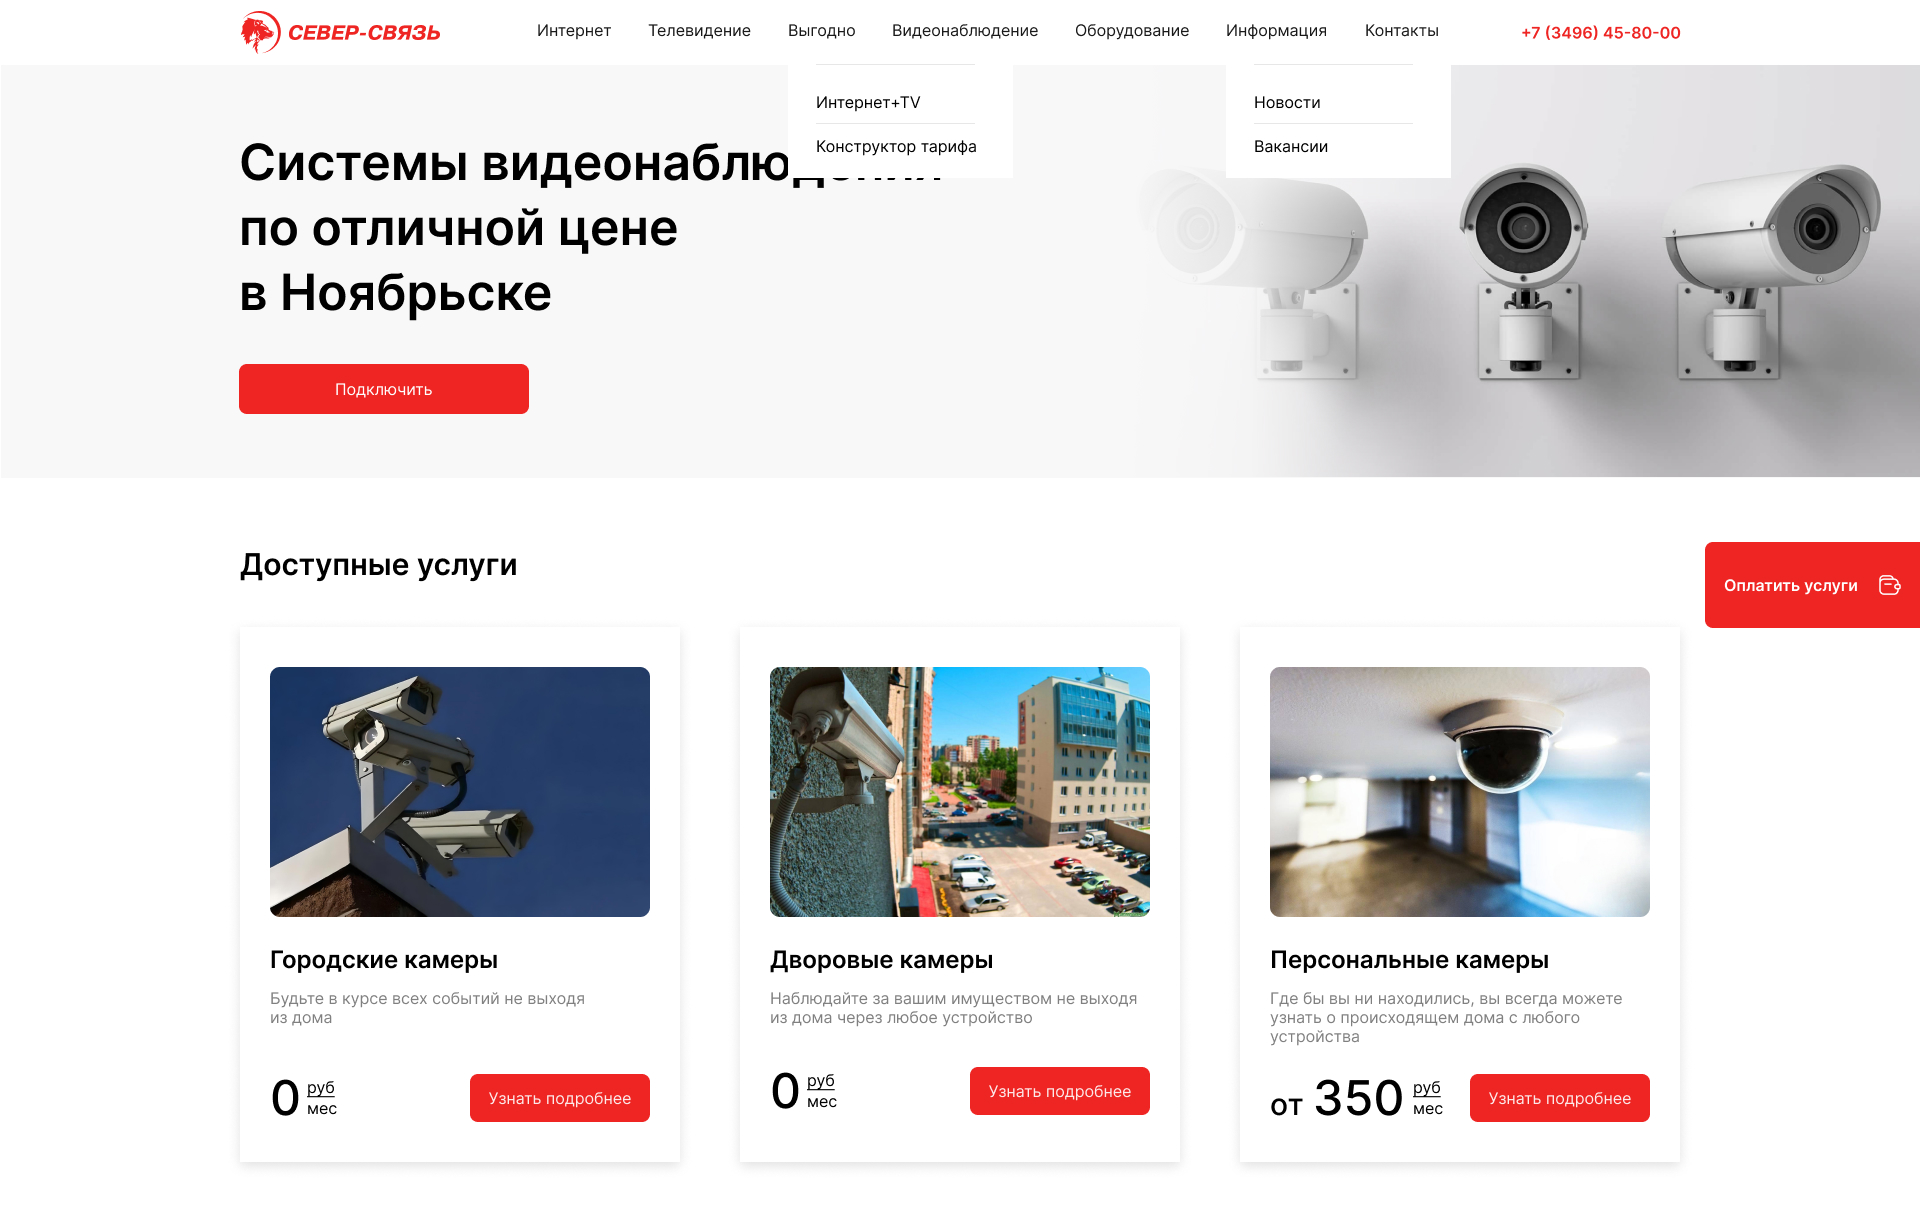 СЕВЕР-СВЯЗЬ
Интернет Телевидение Выгодно Видеонаблюдение Оборудование Информация Контакты
+7 (3496) 45-80-00
Интернет+TV
Конструктор тарифа
Новости
Вакансии
Системы видеонаблюдения
по отличной цене
в Ноябрьске
Подключить
Доступные услуги
Оплатить услуги
Городские камеры
Будьте в курсе всех событий не выходя
из дома
0 руб
мес
Узнать подробнее
Дворовые камеры
Наблюдайте за вашим имуществом не выходя
из дома через любое устройство
0 руб
мес
Узнать подробнее
Персональные камеры
Где бы вы ни находились, вы всегда можете
узнать о происходящем дома с любого
устройства
от 350 руб
мес
Узнать подробнее